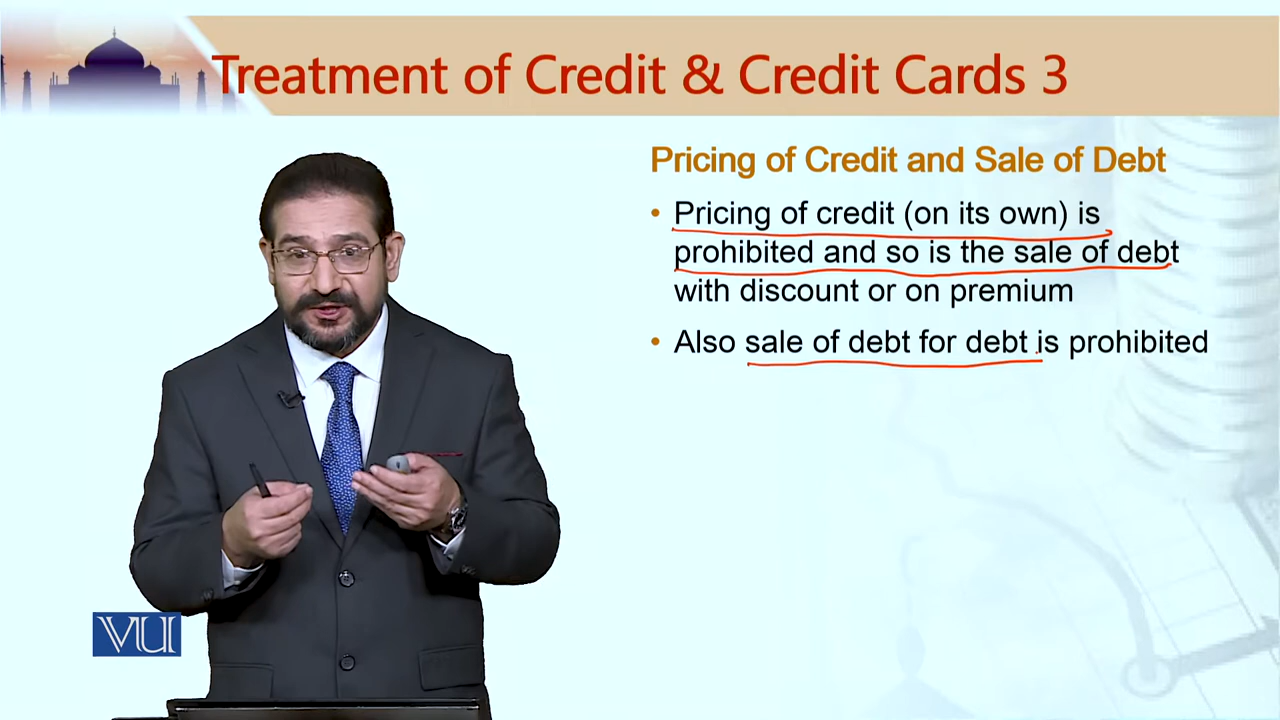 Treatment of Credit & Credit Cards 3
Pricing of Credit and Sale of Debt
• Pricing of credit (on its own) is
prohibited and so is the sale of debt
with discount or on premium
• Also sale of debt for debt is prohibited
VU